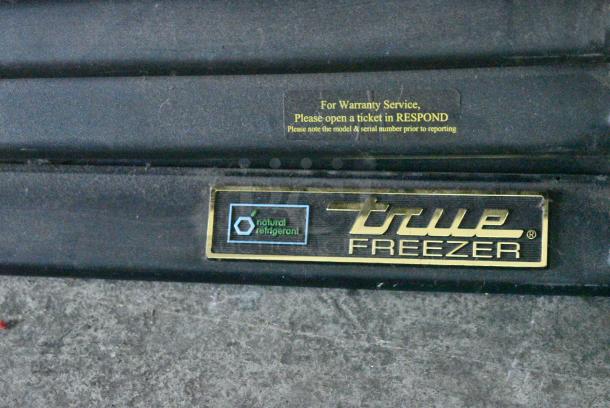 For Warranty Service,
Please open a ticket in RESPOND
Please note the model & serial number prior to reporting
natural
refrigerant
true®
FREEZER